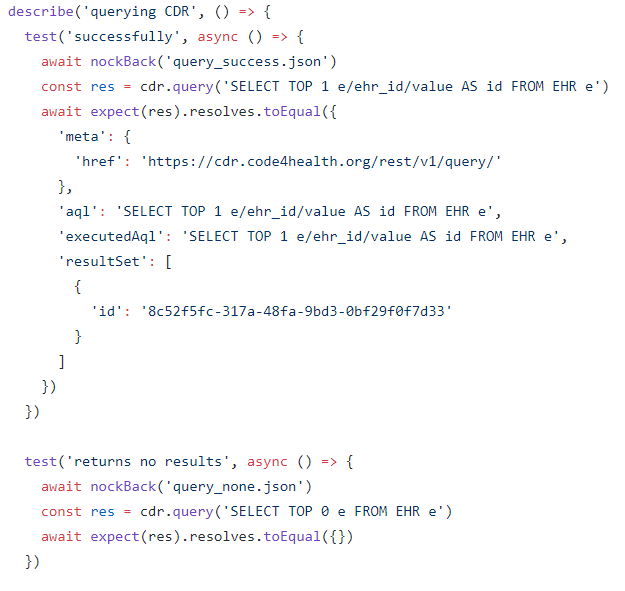 describe('querying CDR', () => {
  test('successfully', async () => {
    await nockBack('query_success.json')
    const res = cdr.query('SELECT TOP 1 e/ehr_id/value AS id FROM EHR e')
    await expect(res).resolves.toEqual({
      'meta': {
        'href': 'https://cdr.code4health.org/rest/v1/query/'
      },
      'aql': 'SELECT TOP 1 e/ehr_id/value AS id FROM EHR e',
      'executedAql': 'SELECT TOP 1 e/ehr_id/value AS id FROM EHR e',
      'resultSet': [
        {
          'id': '8c52f5fc-317a-48fa-9bd3-0bf29f0f7d33'
        }
      ]
    })
  })

  test('returns no results', async () => {
    await nockBack('query_none.json')
    const res = cdr.query('SELECT TOP 0 e FROM EHR e')
    await expect(res).resolves.toEqual({})
  })